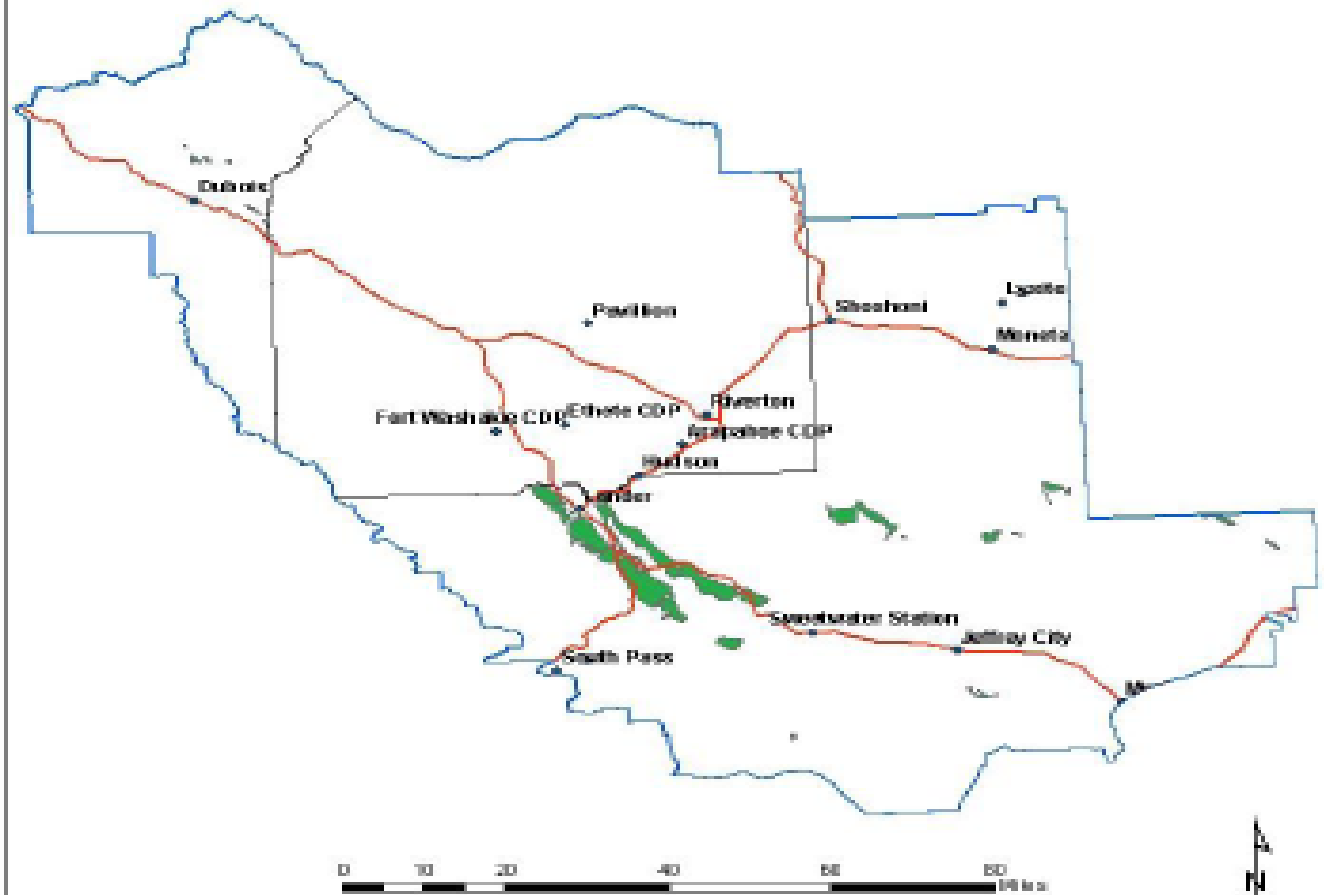 Dubois
Pavillion
Lysite
Shoshoni
Moneta
Riverton
Fort Washakie CDP
Ethete CDP
Arapahoe CDP
Hudson
Lander
Sweetwater Station
Jeffrey City
South Pass
0 10 20 40 60 80
Miles
N